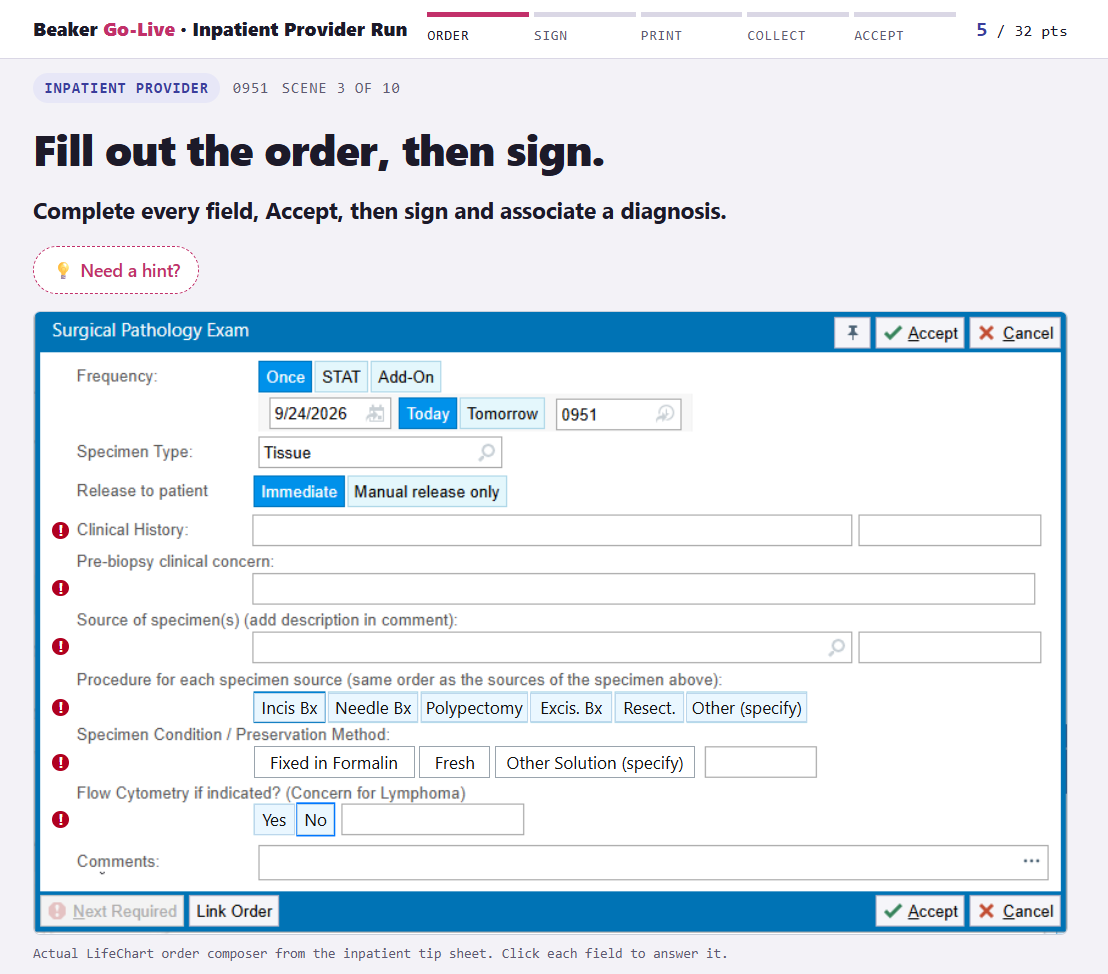 Beaker Go-Live · Inpatient Provider Run
ORDER SIGN PRINT COLLECT ACCEPT
5 / 32 pts
INPATIENT PROVIDER 0951 SCENE 3 OF 10
Fill out the order, then sign.
Complete every field, Accept, then sign and associate a diagnosis.
Need a hint?
Surgical Pathology Exam Accept Cancel
Frequency: Once STAT Add-On
9/24/2026 Today Tomorrow 0951
Specimen Type: Tissue
Release to patient Immediate Manual release only
Clinical History:
Pre-biopsy clinical concern:
Source of specimen(s) (add description in comment):
Procedure for each specimen source (same order as the sources of the specimen above):
Incis Bx Needle Bx Polypectomy Excis. Bx Resect. Other (specify)
Specimen Condition / Preservation Method:
Fixed in Formalin Fresh Other Solution (specify)
Flow Cytometry if indicated? (Concern for Lymphoma)
Yes No
Comments:
Next Required Link Order Accept Cancel
Actual LifeChart order composer from the inpatient tip sheet. Click each field to answer it.